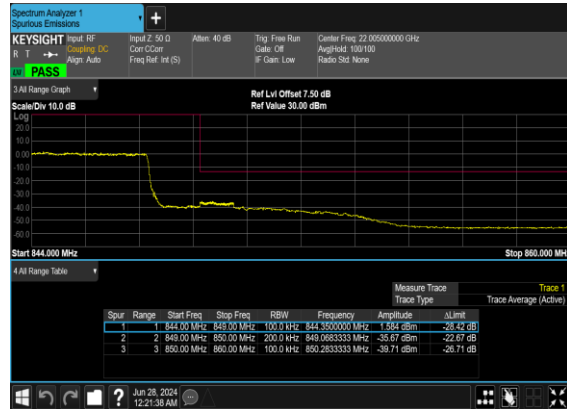 Spectrum Analyzer 1
Spurious Emissions
+
KEYSIGHT Input: RF Input Z: 50 Ω Atten: 40 dB Trig: Free Run Center Freq: 22.005000000 GHz
R T Coupling: DC Corr CCorr Gate: Off Avg|Hold: 100/100
Align: Auto Freq Ref: Int (S) IF Gain: Low Radio Std: None
LNI PASS
3 All Range Graph
Ref Lvl Offset 7.50 dB
Scale/Div 10.0 dB Ref Value 30.00 dBm
Log
20.0
10.0
0.00
-10.0
-20.0
-30.0
-40.0
-50.0
-60.0
Start 844.000 MHz Stop 860.000 MH
4 All Range Table
Measure Trace Trace 1
Trace Type Trace Average (Active)
Spur Range Start Freq Stop Freq RBW Frequency Amplitude ΔLimit
1 1 844.00 MHz 849.00 MHz 100.0 kHz 844.3500000 MHz 1.584 dBm -28.42 dB
2 2 849.00 MHz 850.00 MHz 200.0 kHz 849.0683333 MHz -35.67 dBm -22.67 dB
3 3 850.00 MHz 860.00 MHz 100.0 kHz 850.2833333 MHz -39.71 dBm -26.71 dB
? Jun 28, 2024
12:21:38 AM